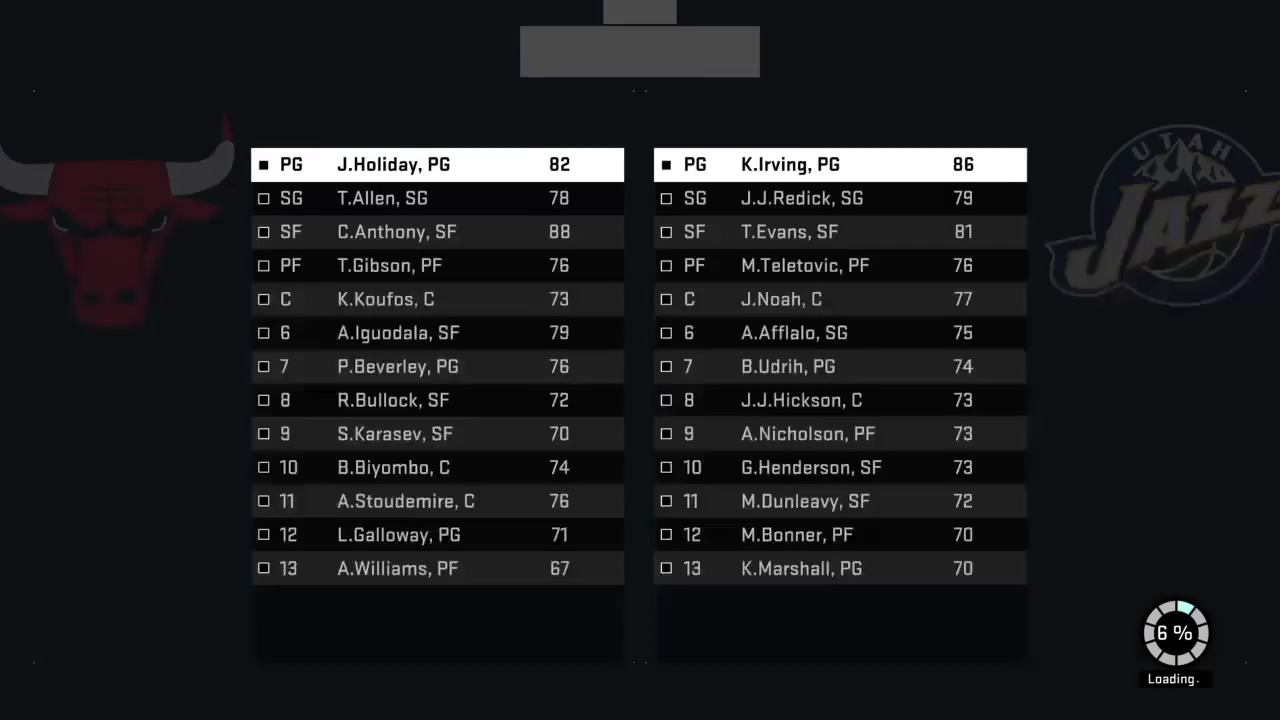 UTAH
JAZZ
PG J.Holiday, PG 82
SG T.Allen, SG 78
SF C.Anthony, SF 88
PF T.Gibson, PF 76
C K.Koufos, C 73
6 A.Iguodala, SF 79
7 P.Beverley, PG 76
8 R.Bullock, SF 72
9 S.Karasev, SF 70
10 B.Biyombo, C 74
11 A.Stoudemire, C 76
12 L.Galloway, PG 71
13 A.Williams, PF 67
PG K.Irving, PG 86
SG J.J.Redick, SG 79
SF T.Evans, SF 81
PF M.Teletovic, PF 76
C J.Noah, C 77
6 A.Afflalo, SG 75
7 B.Udrih, PG 74
8 J.J.Hickson, C 73
9 A.Nicholson, PF 73
10 G.Henderson, SF 73
11 M.Dunleavy, SF 72
12 M.Bonner, PF 70
13 K.Marshall, PG 70
6 %
Loading.